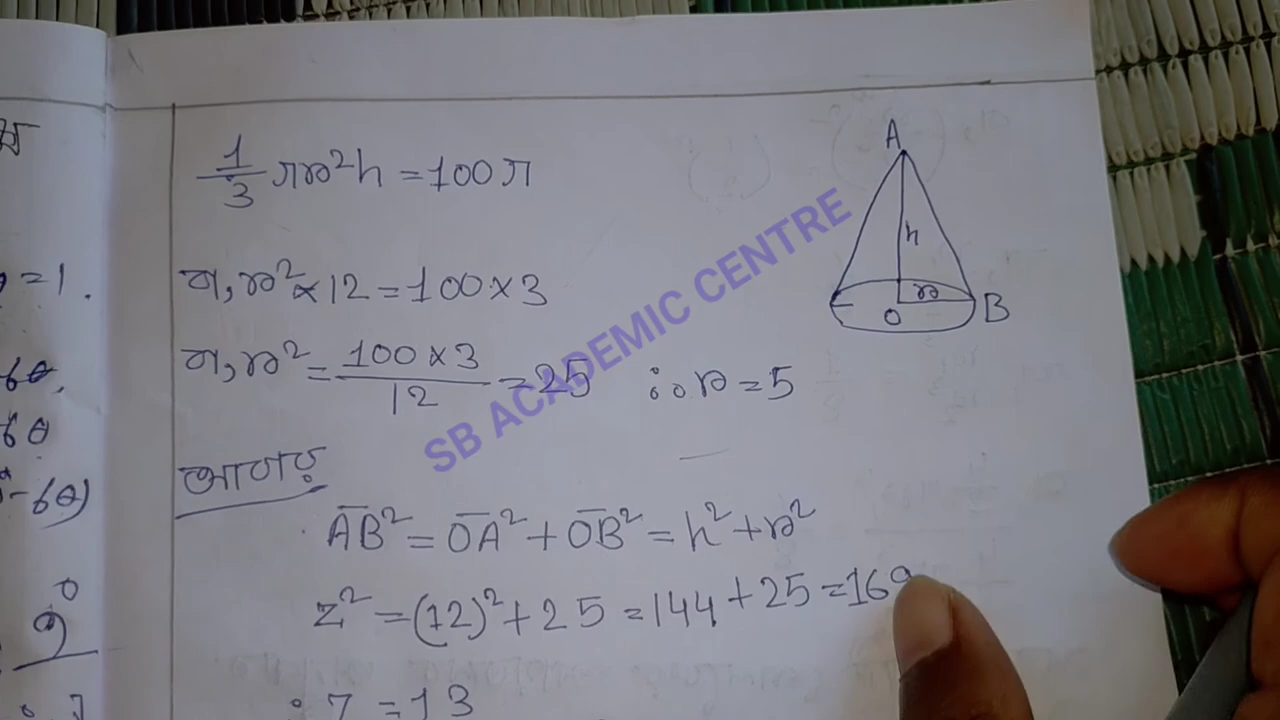 1/3 πr²h = 100π
বা, r² × 12 = 100 × 3
বা, r² = (100 × 3)/12 = 25 ∴ r = 5
আবার
AB² = OA² + OB² = h² + r²
z² = (12)² + 25 = 144 + 25 = 169
∴ z = 13
A
h
r
O
B
SB ACADEMIC CENTRE
= 1.